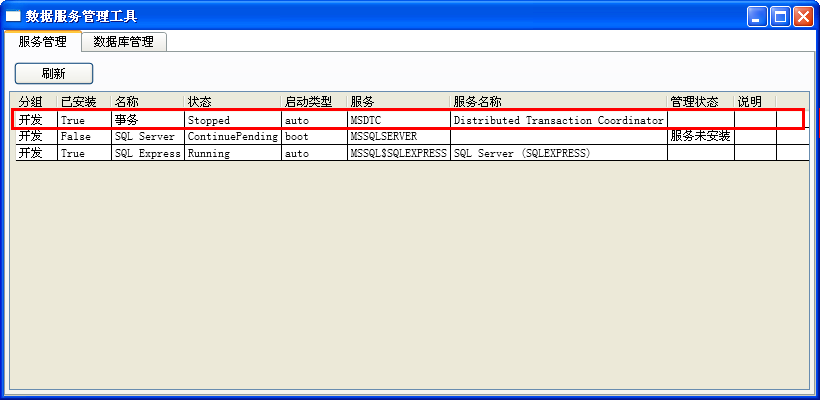 数据服务管理工具
服务管理 数据库管理
刷新
分组 已安装 名称 状态 启动类型 服务 服务名称 管理状态 说明
开发 True 事务 Stopped auto MSDTC Distributed Transaction Coordinator
开发 False SQL Server ContinuePending boot MSSQLSERVER 服务未安装
开发 True SQL Express Running auto MSSQL$SQLEXPRESS SQL Server (SQLEXPRESS)